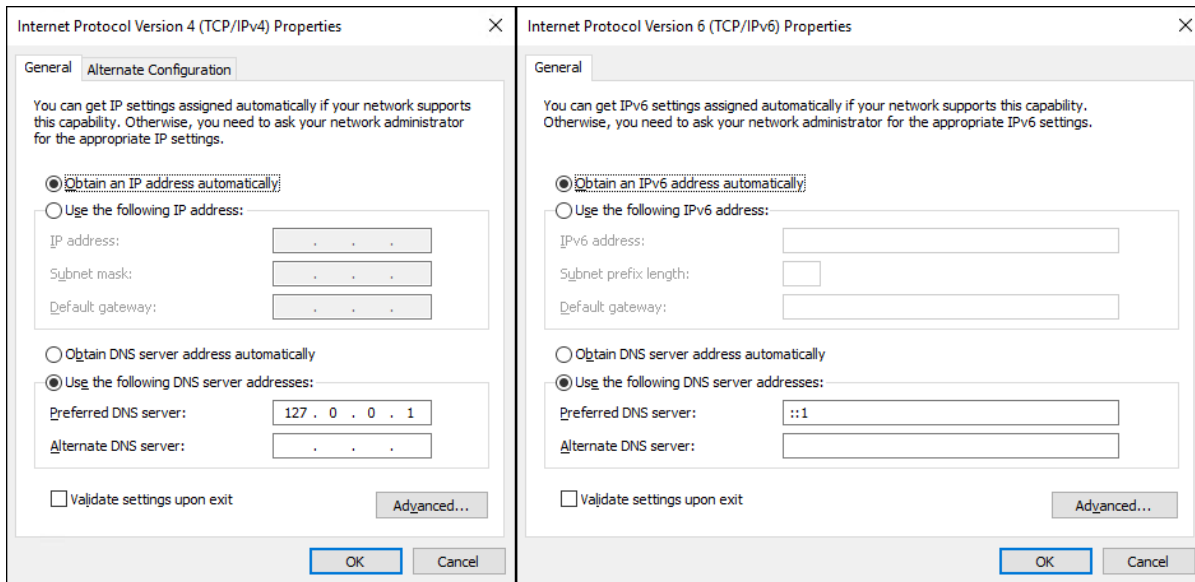 Internet Protocol Version 4 (TCP/IPv4) Properties
General
Alternate Configuration
You can get IP settings assigned automatically if your network supports
this capability. Otherwise, you need to ask your network administrator
for the appropriate IP settings.
Obtain an IP address automatically
Use the following IP address:
IP address:
. . .
Subnet mask:
. . .
Default gateway:
. . .
Obtain DNS server address automatically
Use the following DNS server addresses:
Preferred DNS server:
127 . 0 . 0 . 1
Alternate DNS server:
. . .
Validate settings upon exit
Advanced...
OK
Cancel
Internet Protocol Version 6 (TCP/IPv6) Properties
General
You can get IPv6 settings assigned automatically if your network supports this capability.
Otherwise, you need to ask your network administrator for the appropriate IPv6 settings.
Obtain an IPv6 address automatically
Use the following IPv6 address:
IPv6 address:
Subnet prefix length:
Default gateway:
Obtain DNS server address automatically
Use the following DNS server addresses:
Preferred DNS server:
::1
Alternate DNS server:
Validate settings upon exit
Advanced...
OK
Cancel